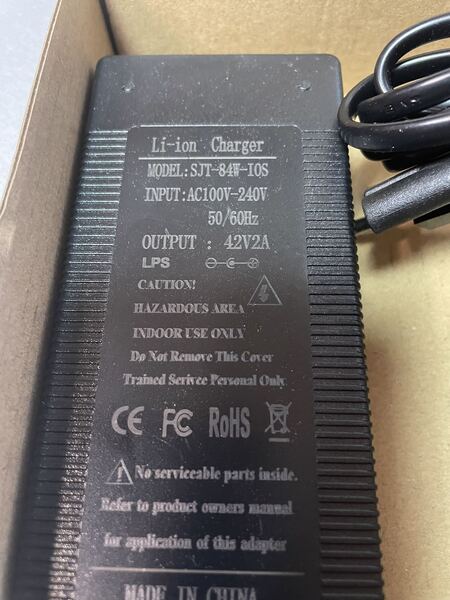 Li-ion Charger
MODEL:SJT-84W-10S
INPUT:AC100V-240V
50/60Hz
OUTPUT : 42V2A
LPS
CAUTION!
HAZARDOUS AREA
INDOOR USE ONLY
Do Not Remove This Cover
Trained Serivce Personal Only
CE FC RoHS
No serviceable parts inside.
Refer to product owners manual
for application of this adapter
MADE IN CHINA